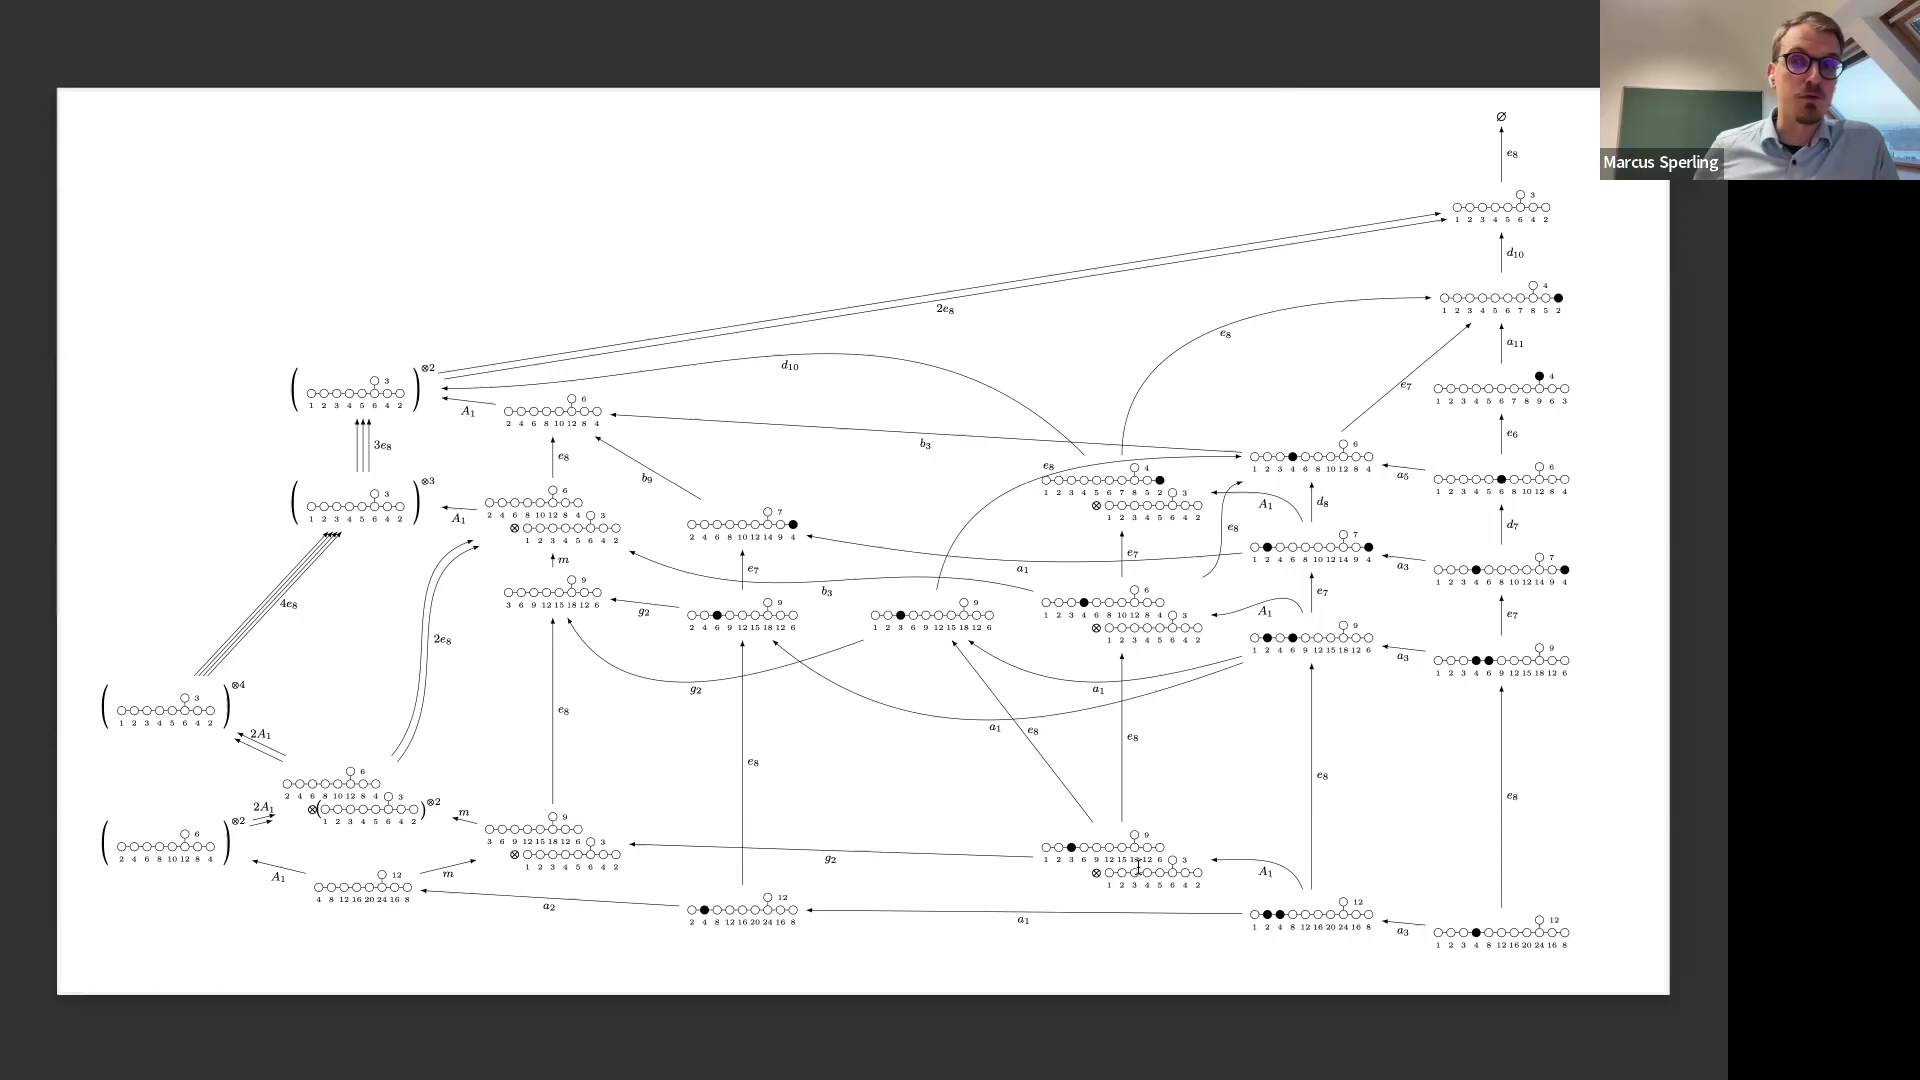 Marcus Sperling
∅
e8
3
1 2 3 4 5 6 4 2
d10
4
1 2 3 4 5 6 7 8 5 2
2e8
e8
a11
4
1 2 3 4 5 6 7 8 9 6 3
e7
( 3 ) ⊗2
1 2 3 4 5 6 4 2
d10
A1
6
2 4 6 8 10 12 8 4
b3
e6
3e8
e8
b9
6
1 2 3 4 6 8 10 12 8 4
a5
6
1 2 3 4 5 6 8 10 12 8 4
e8
4
1 2 3 4 5 6 7 8 5 2
⊗ 3
1 2 3 4 5 6 4 2
A1
d8
d7
( 3 ) ⊗3
1 2 3 4 5 6 4 2
A1
6
2 4 6 8 10 12 8 4
⊗ 3
1 2 3 4 5 6 4 2
7
2 4 6 8 10 12 14 9 4
e8
7
1 2 4 6 8 10 12 14 9 4
a3
7
1 2 3 4 6 8 10 12 14 9 4
m
e7
a1
e7
b3
e7
e7
4e8
9
3 6 9 12 15 18 12 6
g2
9
2 4 6 9 12 15 18 12 6
9
1 2 3 6 9 12 15 18 12 6
6
1 2 3 4 6 8 10 12 8 4
⊗ 3
1 2 3 4 5 6 4 2
A1
9
1 2 4 6 9 12 15 18 12 6
a3
9
1 2 3 4 6 9 12 15 18 12 6
2e8
g2
a1
a1
e8
( 3 ) ⊗4
1 2 3 4 5 6 4 2
2A1
e8
e8
e8
e8
e8
6
2 4 6 8 10 12 8 4
⊗ ( 3 ) ⊗2
1 2 3 4 5 6 4 2
2A1
m
( 6 ) ⊗2
2 4 6 8 10 12 8 4
9
3 6 9 12 15 18 12 6
⊗ 3
1 2 3 4 5 6 4 2
g2
9
1 2 3 6 9 12 15 18 12 6
⊗ 3
1 2 3 4 5 6 4 2
A1
A1
m
12
4 8 12 16 20 24 16 8
a2
12
2 4 8 12 16 20 24 16 8
a1
12
1 2 4 8 12 16 20 24 16 8
a3
12
1 2 3 4 8 12 16 20 24 16 8